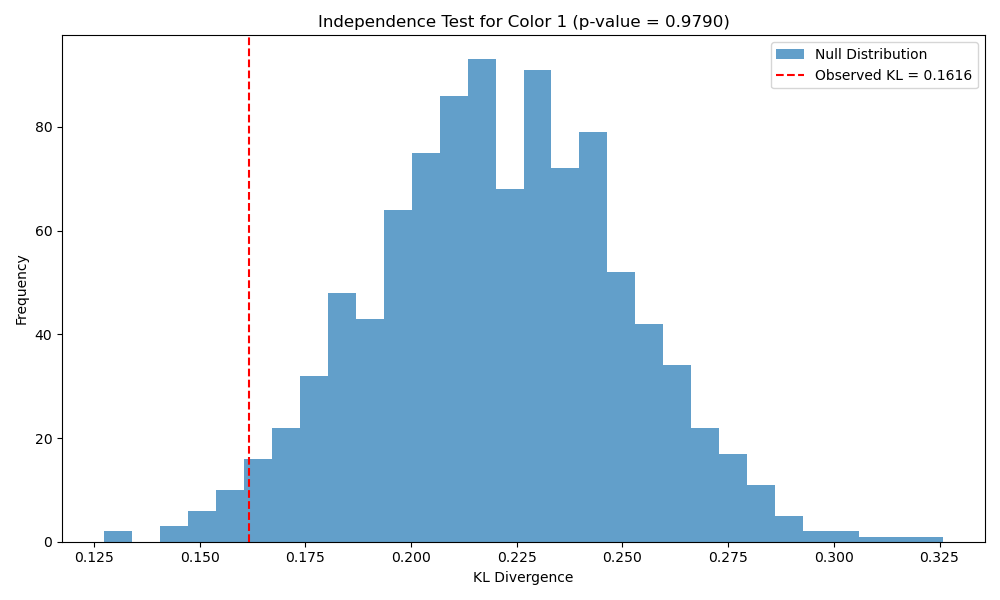 Independence Test for Color 1 (p-value = 0.9790)
Null Distribution
Observed KL = 0.1616
Frequency
80
60
40
20
0
0.125 0.150 0.175 0.200 0.225 0.250 0.275 0.300 0.325
KL Divergence